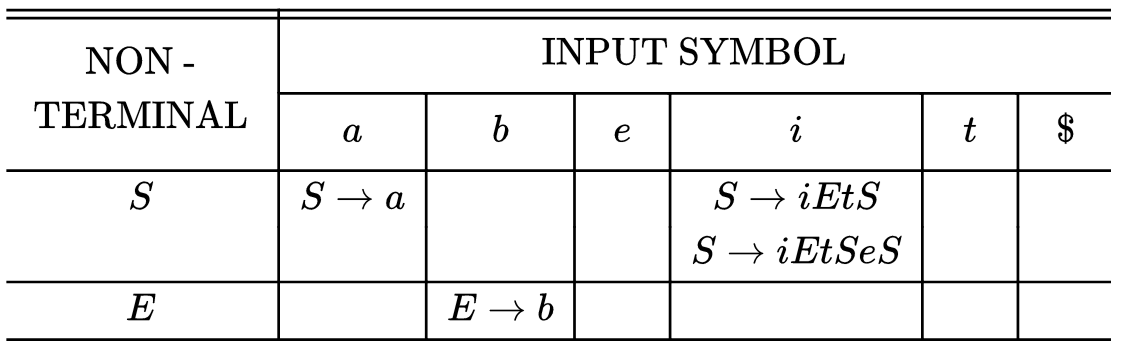 NON -
TERMINAL
INPUT SYMBOL
a b e i t $
S S → a S → iEtS
S → iEtSeS
E E → b